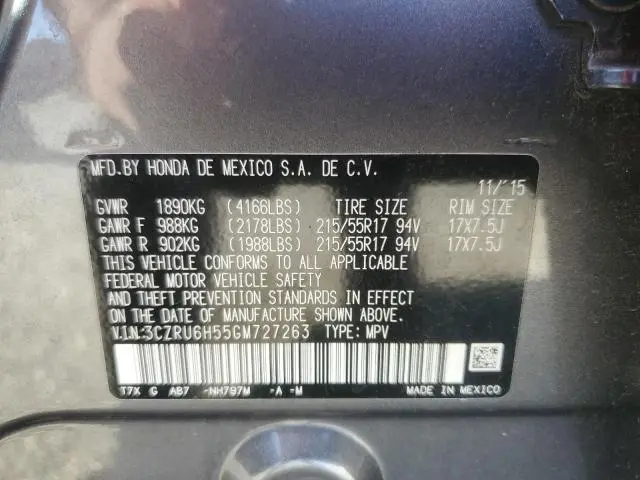 MFD.BY HONDA DE MEXICO S.A. DE C.V.
11/'15
GVWR 1890KG (4166LBS) TIRE SIZE RIM SIZE
GAWR F 988KG (2178LBS) 215/55R17 94V 17X7.5J
GAWR R 902KG (1988LBS) 215/55R17 94V 17X7.5J
THIS VEHICLE CONFORMS TO ALL APPLICABLE
FEDERAL MOTOR VEHICLE SAFETY
AND THEFT PREVENTION STANDARDS IN EFFECT
ON THE DATE OF MANUFACTURE SHOWN ABOVE.
V.I.N.:3CZRU6H55GM727263 TYPE: MPV
T7X G AB7 -NH797M -A -M MADE IN MEXICO